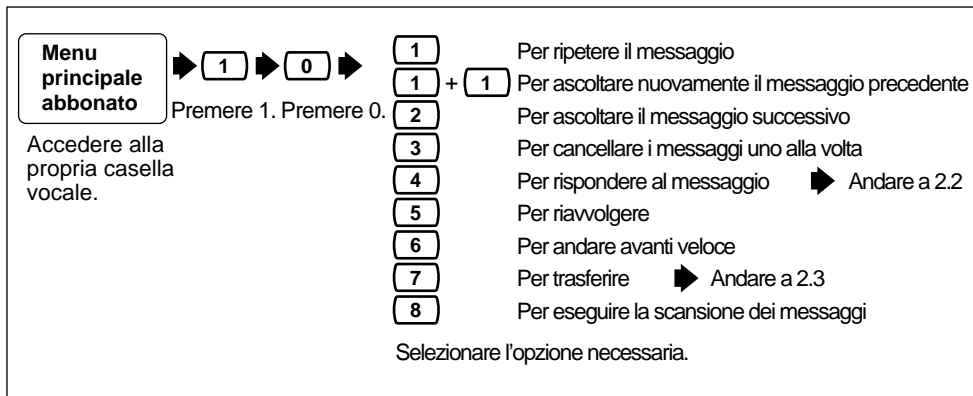 Menu
principale
abbonato
Accedere alla
propria casella
vocale.
1
0
Premere 1. Premere 0.
1 Per ripetere il messaggio
1 + 1 Per ascoltare nuovamente il messaggio precedente
2 Per ascoltare il messaggio successivo
3 Per cancellare i messaggi uno alla volta
4 Per rispondere al messaggio Andare a 2.2
5 Per riavvolgere
6 Per andare avanti veloce
7 Per trasferire Andare a 2.3
8 Per eseguire la scansione dei messaggi
Selezionare l’opzione necessaria.